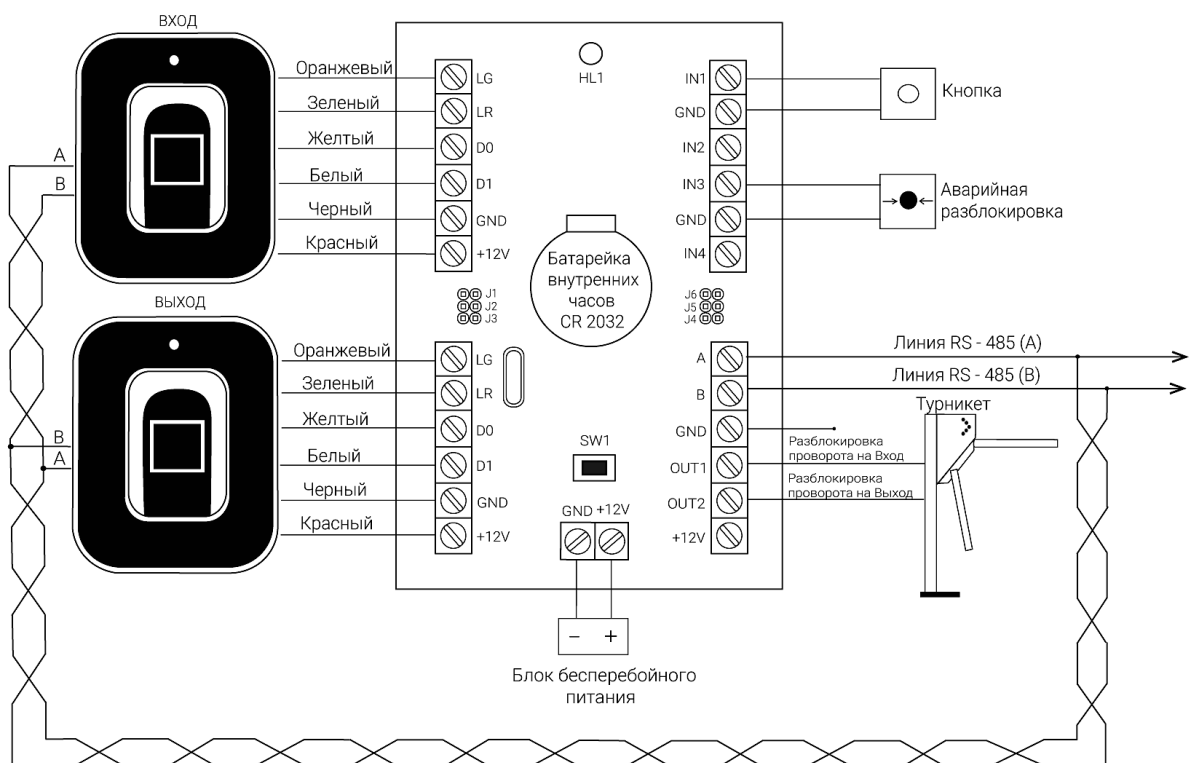 ВХОД
A
B
Оранжевый
Зеленый
Желтый
Белый
Черный
Красный
LG
LR
D0
D1
GND
+12V
HL1
IN1
GND
IN2
IN3
GND
IN4
Кнопка
Аварийная
разблокировка
Батарейка
внутренних
часов
CR 2032
J1
J2
J3
J6
J5
J4
ВЫХОД
B
A
Оранжевый
Зеленый
Желтый
Белый
Черный
Красный
LG
LR
D0
D1
GND
+12V
SW1
GND +12V
A
B
GND
OUT1
OUT2
+12V
Линия RS - 485 (A)
Линия RS - 485 (B)
Турникет
Разблокировка
проворота на Вход
Разблокировка
проворота на Выход
– +
Блок бесперебойного
питания